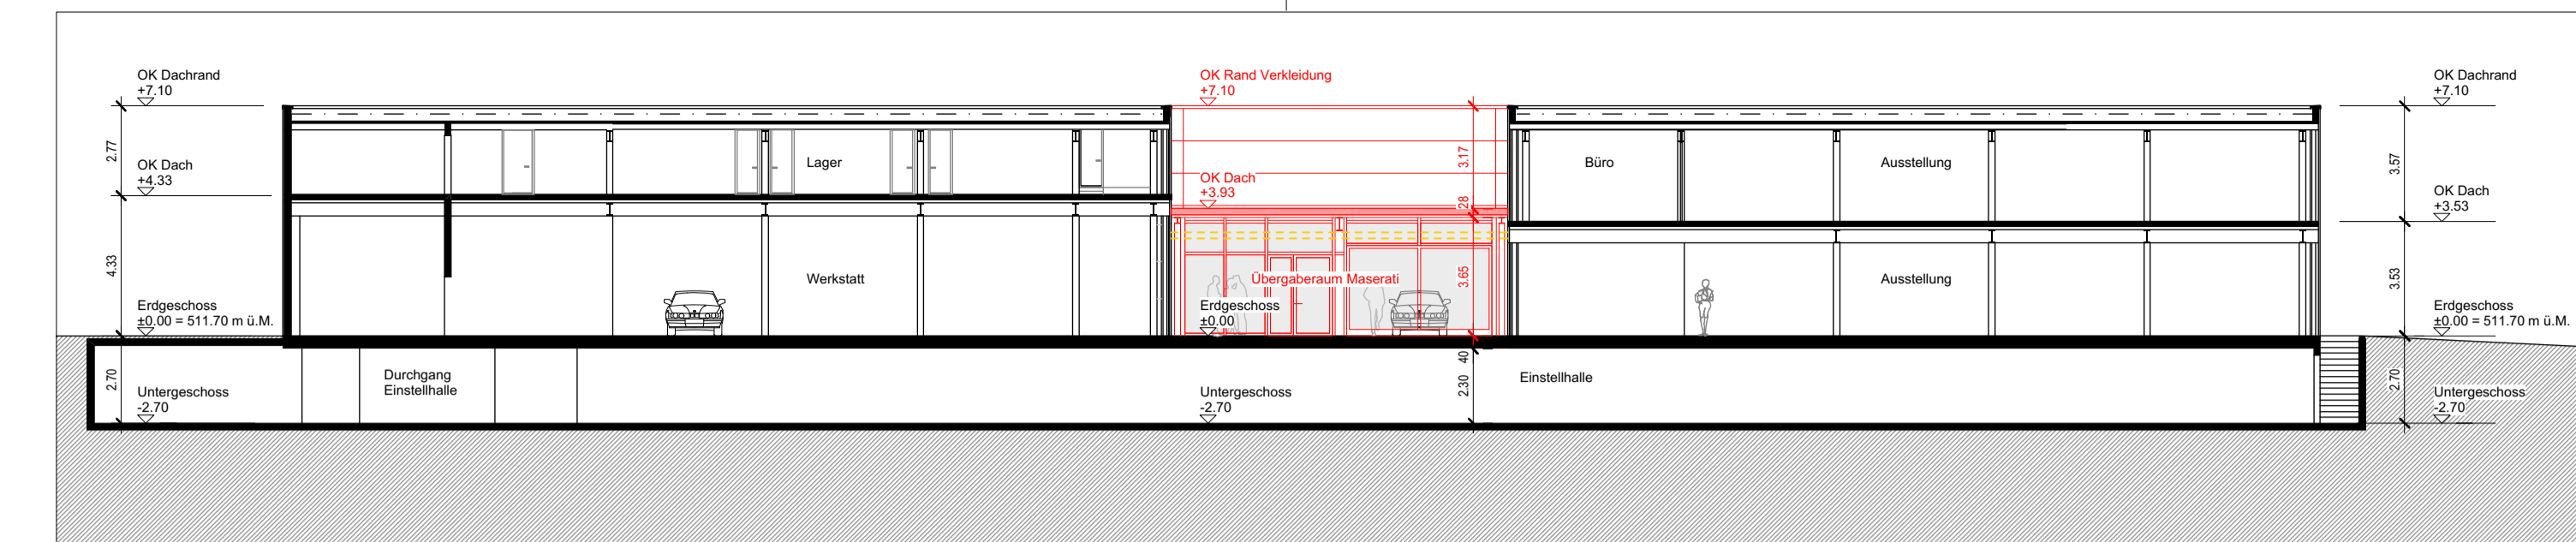 OK Dachrand
+7.10
2.77
OK Dach
+4.33
4.33
Erdgeschoss
±0.00 = 511.70 m ü.M.
2.70
Untergeschoss
-2.70
Durchgang
Einstellhalle
Lager
Werkstatt
OK Rand Verkleidung
+7.10
3.17
OK Dach
+3.93
28
Übergaberaum Maserati
3.65
Erdgeschoss
±0.00
40
2.30
Untergeschoss
-2.70
Einstellhalle
Büro
Ausstellung
Ausstellung
OK Dachrand
+7.10
3.57
OK Dach
+3.53
3.53
Erdgeschoss
±0.00 = 511.70 m ü.M.
2.70
Untergeschoss
-2.70